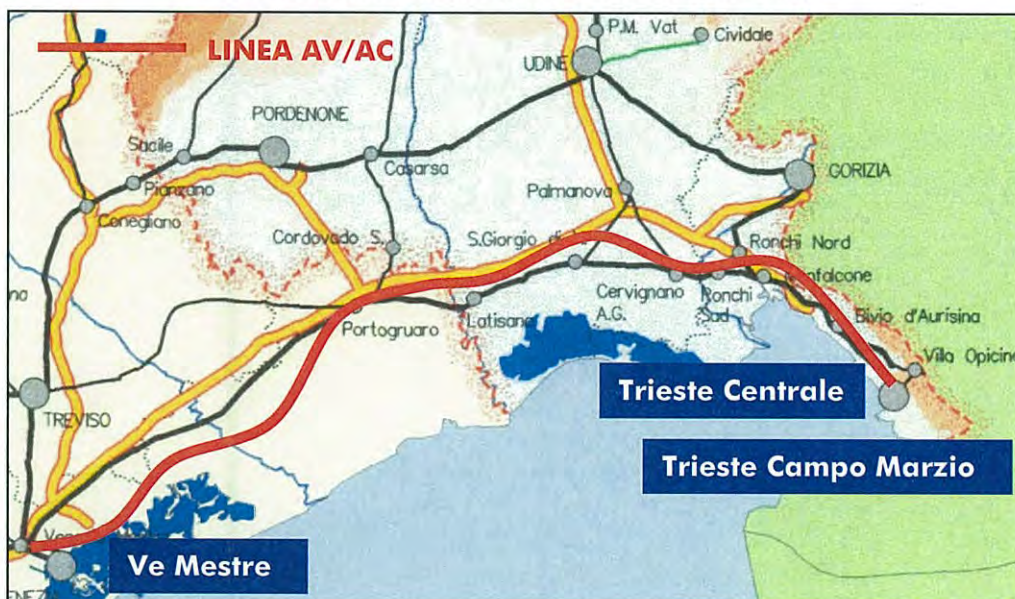 LINEA AV/AC
P.M. Vat
Cividale
UDINE
PORDENONE
Sacile
Casarsa
Pianzano
GORIZIA
Palmanova
Conegliano
Cordovado S.
S.Giorgio di
Ronchi Nord
Cervignano
A.G.
Ronchi
Sud
Portogruaro
Latisana
Bivio d'Aurisina
Villa Opicina
Trieste Centrale
TREVISO
Trieste Campo Marzio
Ve Mestre